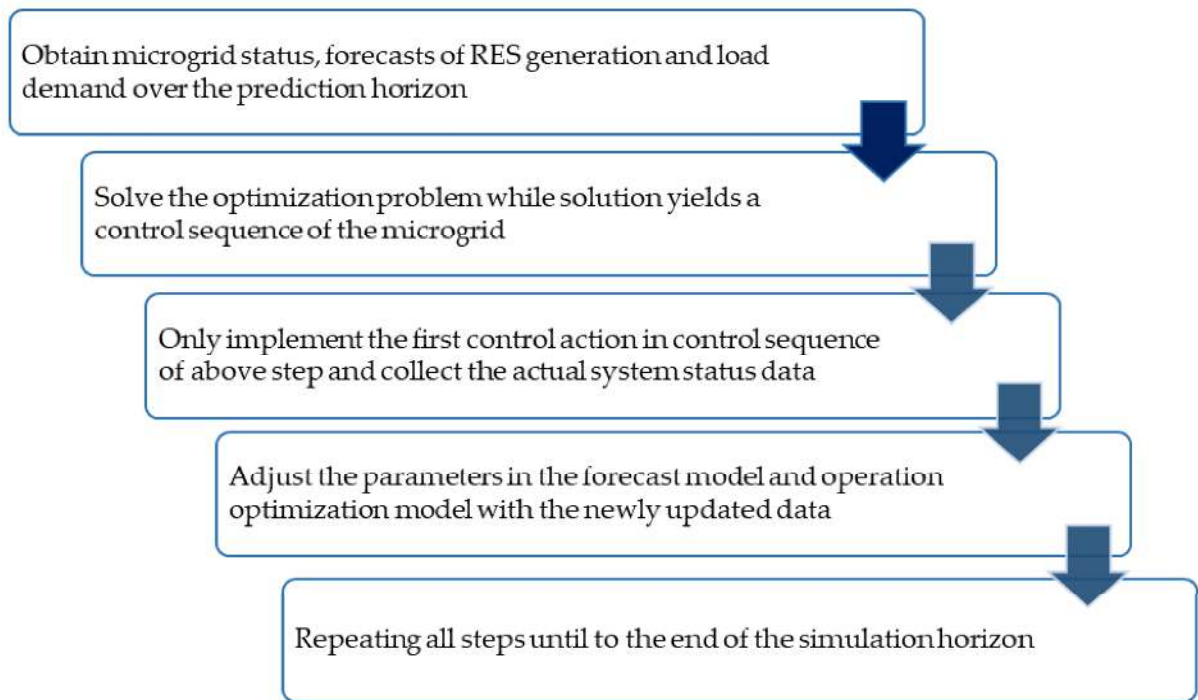 Obtain microgrid status, forecasts of RES generation and load
demand over the prediction horizon
Solve the optimization problem while solution yields a
control sequence of the microgrid
Only implement the first control action in control sequence
of above step and collect the actual system status data
Adjust the parameters in the forecast model and operation
optimization model with the newly updated data
Repeating all steps until to the end of the simulation horizon